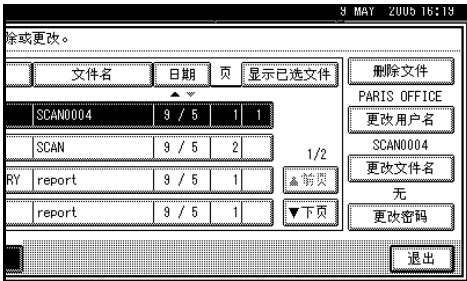 9 MAY 2005 16:19
除或更改。
文件名 日期 页 显示已选文件 删除文件
▲ ▼
PARIS OFFICE
SCAN0004 9 / 5 1 1 更改用户名
SCAN 9 / 5 2 1/2 SCAN0004
更改文件名
RY report 9 / 5 1 ▲前页
无
report 9 / 5 1 ▼下页 更改密码
退出